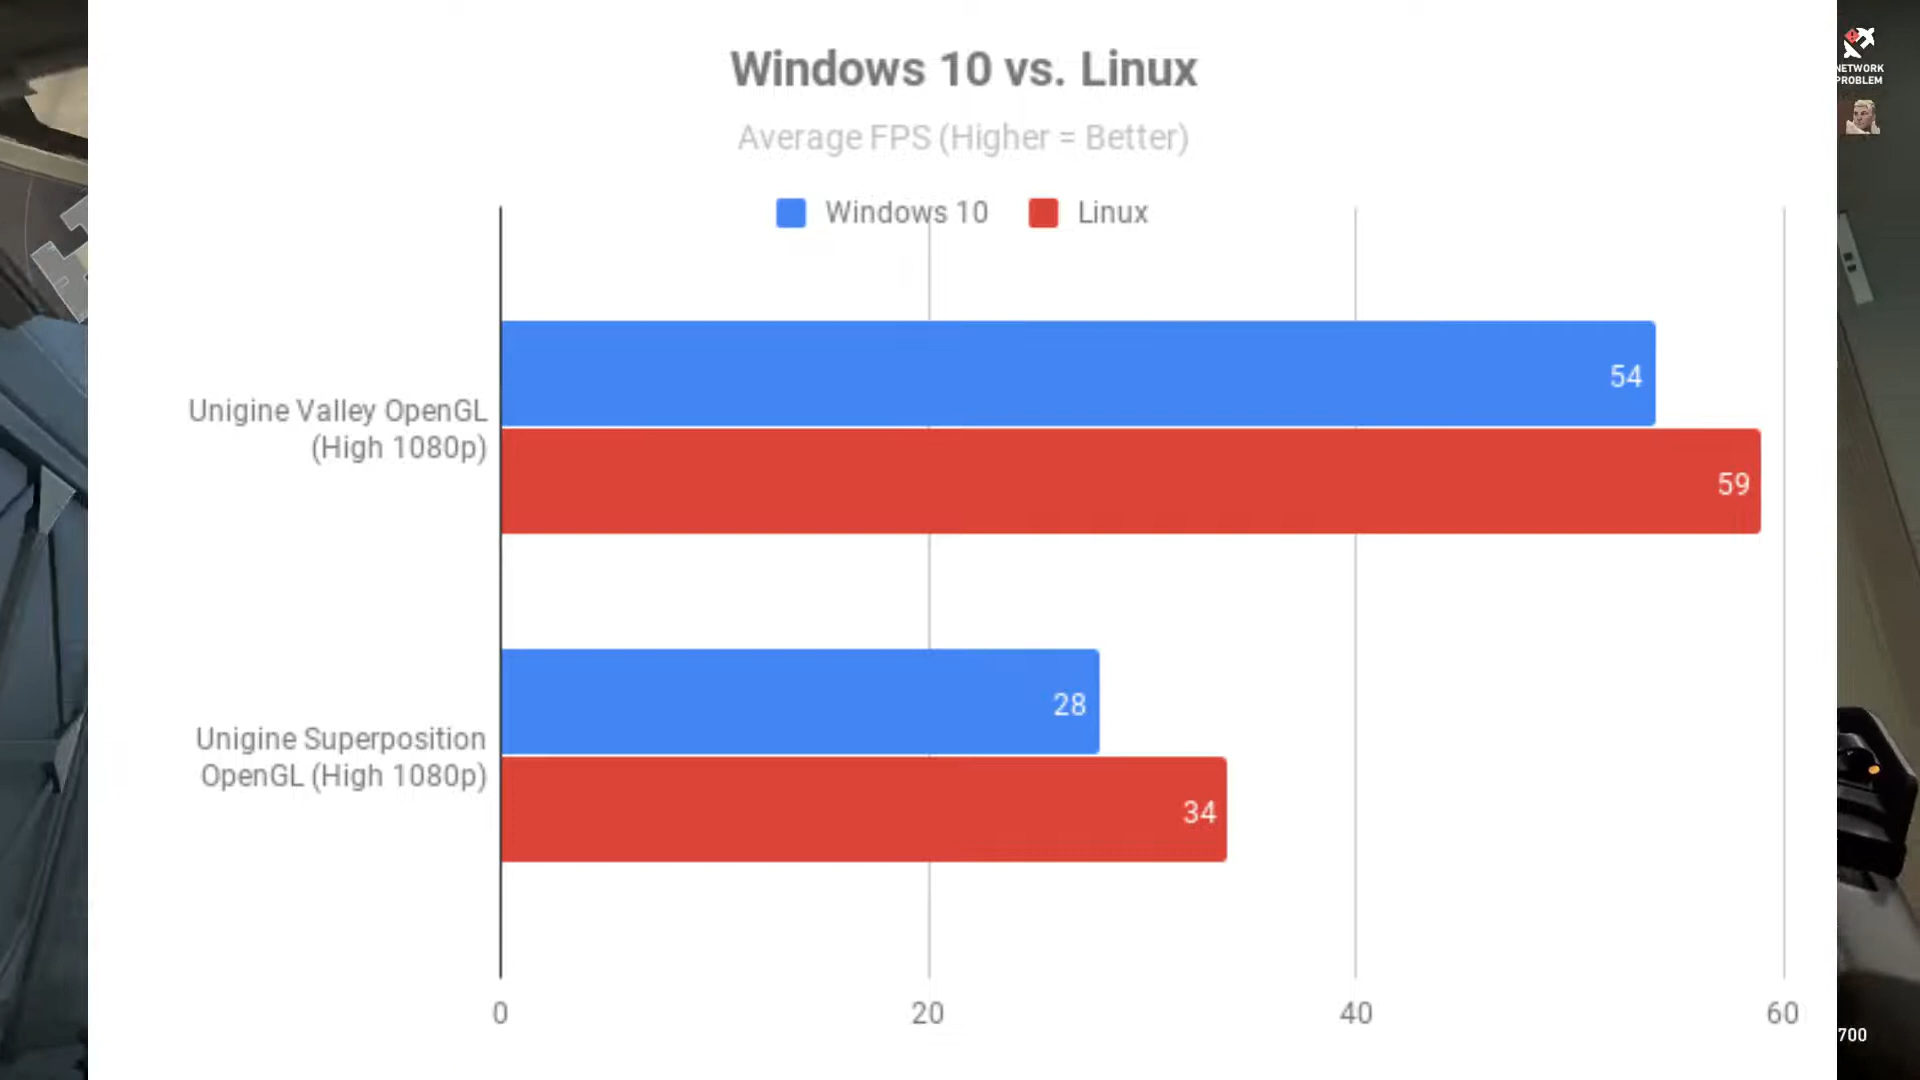 Windows 10 vs. Linux
Average FPS (Higher = Better)
Windows 10
Linux
Unigine Valley OpenGL
(High 1080p)
54
59
Unigine Superposition
OpenGL (High 1080p)
28
34
0
20
40
60
NETWORK
PROBLEM
700